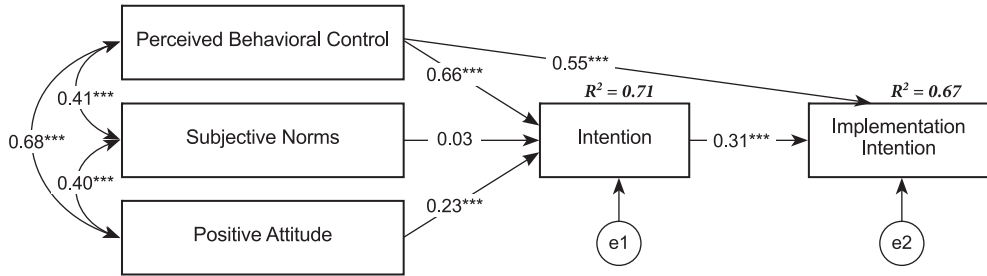 Perceived Behavioral Control
0.55***
0.66***
R² = 0.71
R² = 0.67
0.41***
Subjective Norms
0.03
Intention
0.31***
Implementation
Intention
0.68***
0.40***
0.23***
Positive Attitude
e1
e2